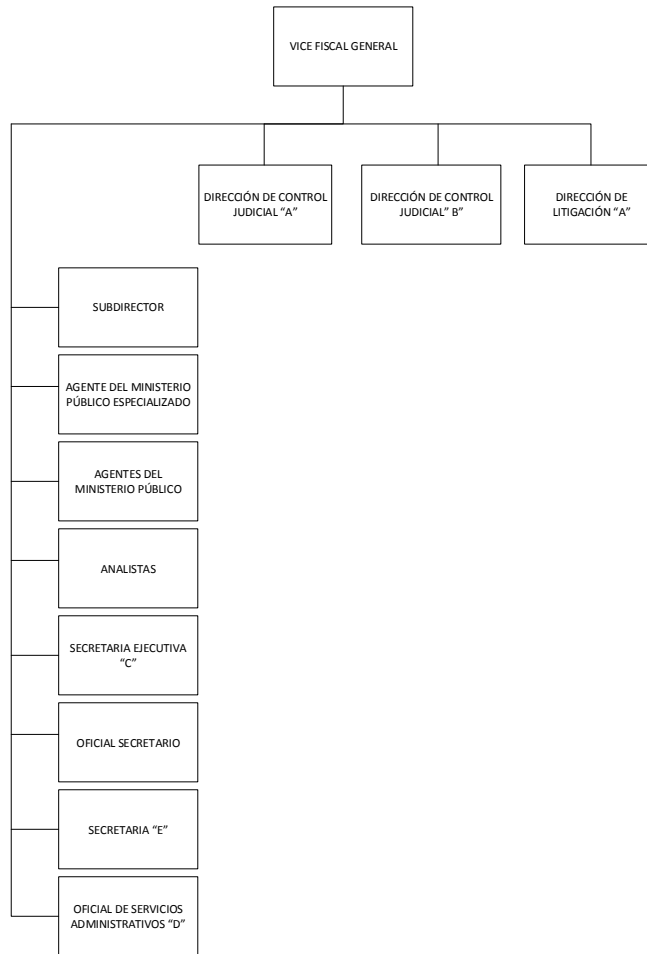 VICE FISCAL GENERAL
DIRECCIÓN DE CONTROL
JUDICIAL “A”
DIRECCIÓN DE CONTROL
JUDICIAL” B”
DIRECCIÓN DE
LITIGACIÓN “A”
SUBDIRECTOR
AGENTE DEL MINISTERIO
PÚBLICO ESPECIALIZADO
AGENTES DEL
MINISTERIO PÚBLICO
ANALISTAS
SECRETARIA EJECUTIVA
“C”
OFICIAL SECRETARIO
SECRETARIA “E”
OFICIAL DE SERVICIOS
ADMINISTRATIVOS “D”